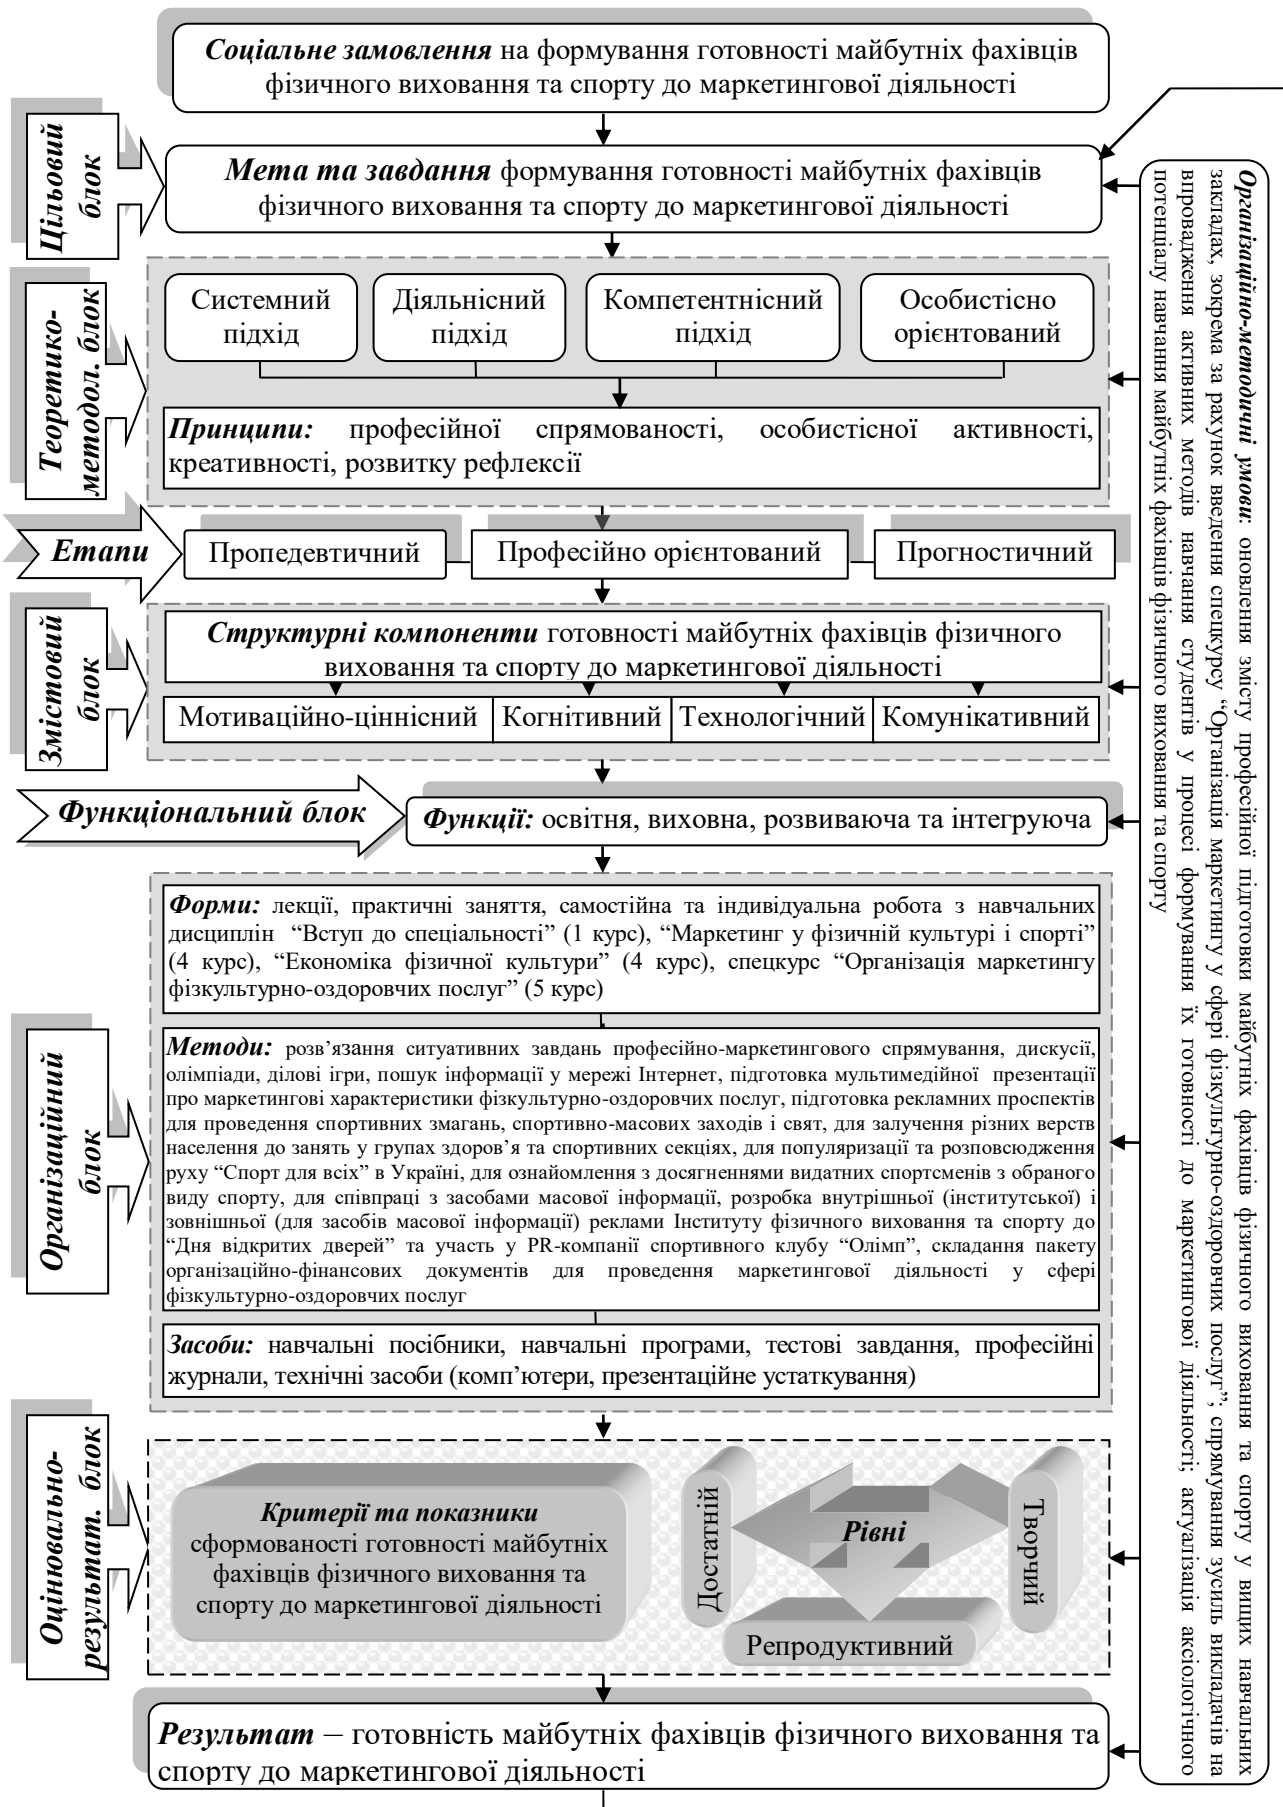 Соціальне замовлення на формування готовності майбутніх фахівців
фізичного виховання та спорту до маркетингової діяльності
Цільовий
блок
Мета та завдання формування готовності майбутніх фахівців
фізичного виховання та спорту до маркетингової діяльності
Теоретико-
методол. блок
Системний
підхід
Діяльнісний
підхід
Компетентнісний
підхід
Особистісно
орієнтований
Принципи: професійної спрямованості, особистісної активності,
креативності, розвитку рефлексії
Етапи
Пропедевтичний
Професійно орієнтований
Прогностичний
Змістовий
блок
Структурні компоненти готовності майбутніх фахівців фізичного
виховання та спорту до маркетингової діяльності
Мотиваційно-ціннісний
Когнітивний
Технологічний
Комунікативний
Функціональний блок
Функції: освітня, виховна, розвиваюча та інтегруюча
Організаційний
блок
Форми: лекції, практичні заняття, самостійна та індивідуальна робота з навчальних
дисциплін “Вступ до спеціальності” (1 курс), “Маркетинг у фізичній культурі і спорті”
(4 курс), “Економіка фізичної культури” (4 курс), спецкурс “Організація маркетингу
фізкультурно-оздоровчих послуг” (5 курс)
Методи: розв’язання ситуативних завдань професійно-маркетингового спрямування, дискусії,
олімпіади, ділові ігри, пошук інформації у мережі Інтернет, підготовка мультимедійної презентації
про маркетингові характеристики фізкультурно-оздоровчих послуг, підготовка рекламних проспектів
для проведення спортивних змагань, спортивно-масових заходів і свят, для залучення різних верств
населення до занять у групах здоров’я та спортивних секціях, для популяризації та розповсюдження
руху “Спорт для всіх” в Україні, для ознайомлення з досягненнями видатних спортсменів з обраного
виду спорту, для співпраці з засобами масової інформації, розробка внутрішньої (інститутської) і
зовнішньої (для засобів масової інформації) реклами Інституту фізичного виховання та спорту до
“Дня відкритих дверей” та участь у PR-компанії спортивного клубу “Олімп”, складання пакету
організаційно-фінансових документів для проведення маркетингової діяльності у сфері
фізкультурно-оздоровчих послуг
Засоби: навчальні посібники, навчальні програми, тестові завдання, професійні
журнали, технічні засоби (комп’ютери, презентаційне устаткування)
Оцінювально-
результат. блок
Критерії та показники
сформованості готовності майбутніх
фахівців фізичного виховання та
спорту до маркетингової діяльності
Достатній
Рівні
Творчий
Репродуктивний
Результат – готовність майбутніх фахівців фізичного виховання та
спорту до маркетингової діяльності
Організаційно-методичні умови: оновлення змісту професійної підготовки майбутніх фахівців фізичного виховання та спорту у вищих навчальних
закладах, зокрема за рахунок введення спецкурсу “Організація маркетингу у сфері фізкультурно-оздоровчих послуг”; спрямування зусиль викладачів на
впровадження активних методів навчання студентів у процесі формування їх готовності до маркетингової діяльності; актуалізація аксіологічного
потенціалу навчання майбутніх фахівців фізичного виховання та спорту